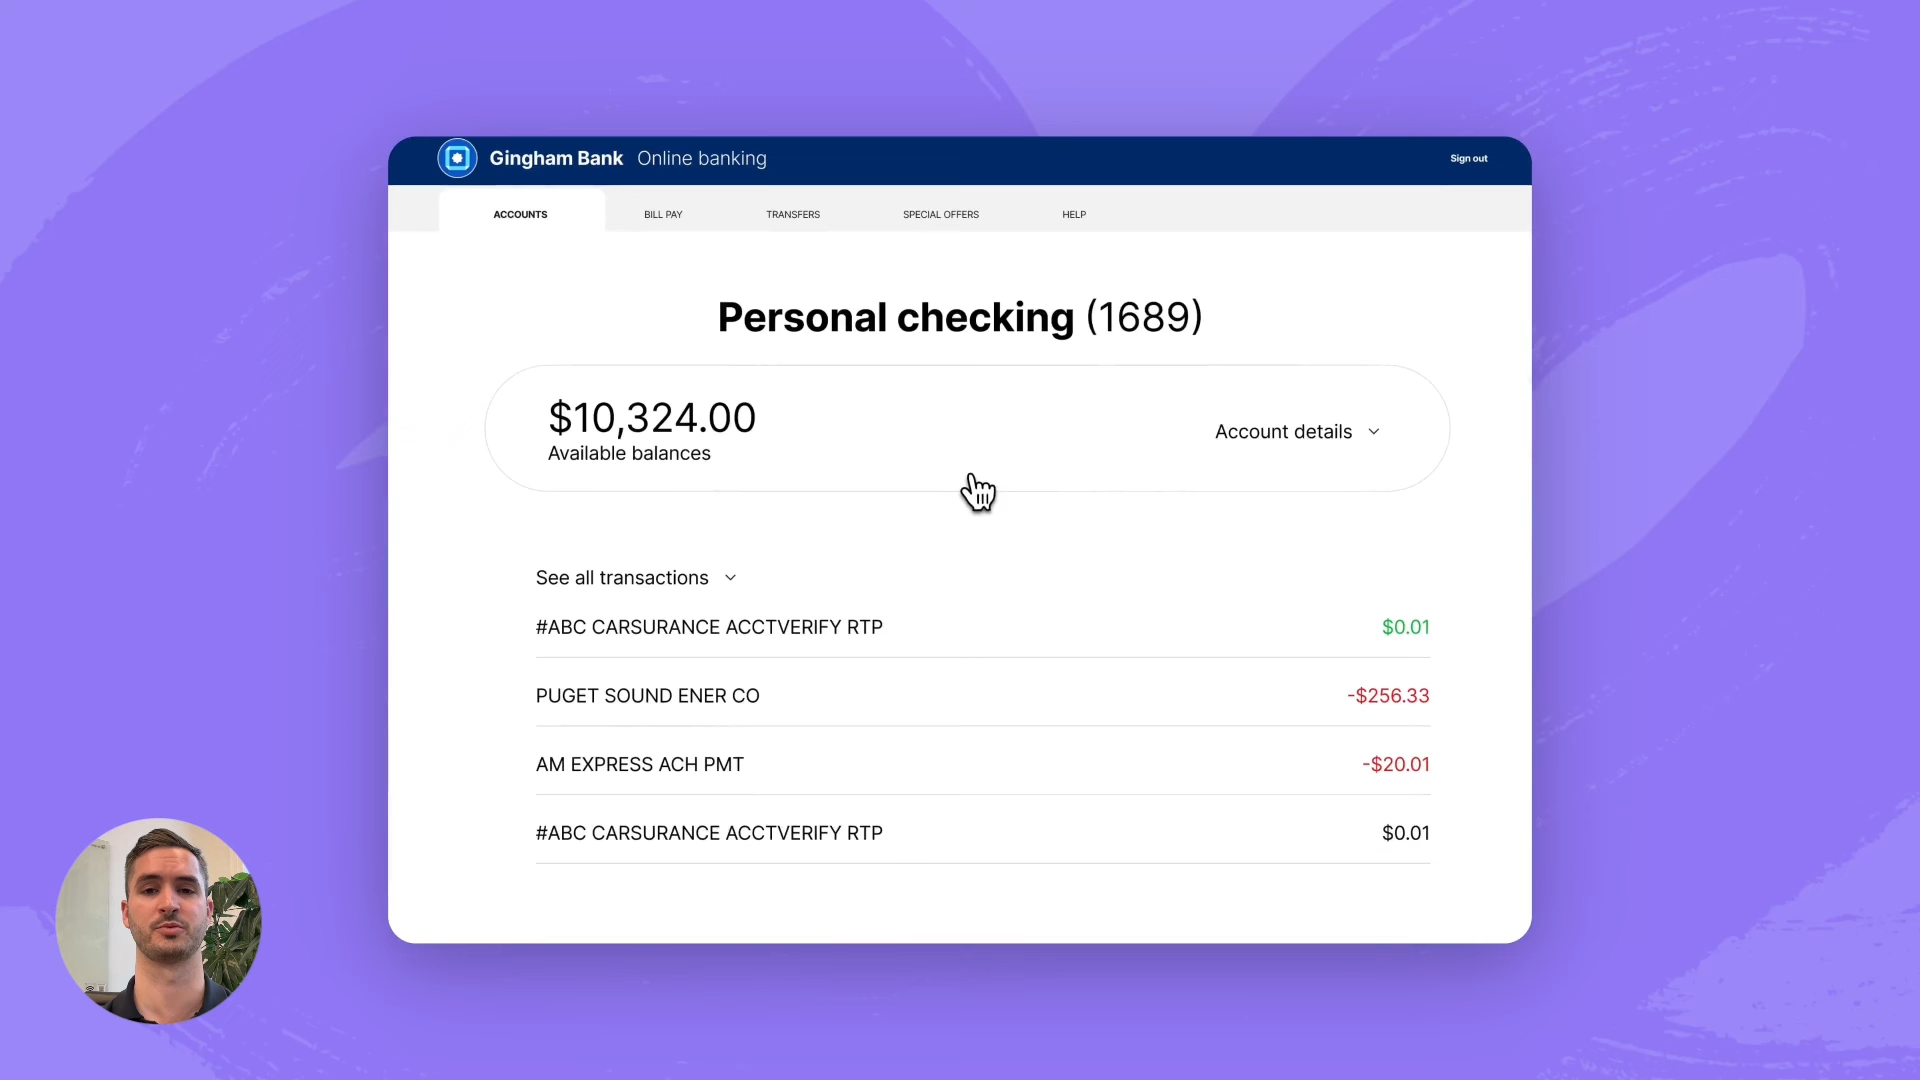 Gingham Bank Online banking
Sign out
ACCOUNTS
BILL PAY
TRANSFERS
SPECIAL OFFERS
HELP
Personal checking (1689)
$10,324.00
Available balances
Account details
See all transactions
#ABC CARSURANCE ACCTVERIFY RTP $0.01
PUGET SOUND ENER CO -$256.33
AM EXPRESS ACH PMT -$20.01
#ABC CARSURANCE ACCTVERIFY RTP $0.01